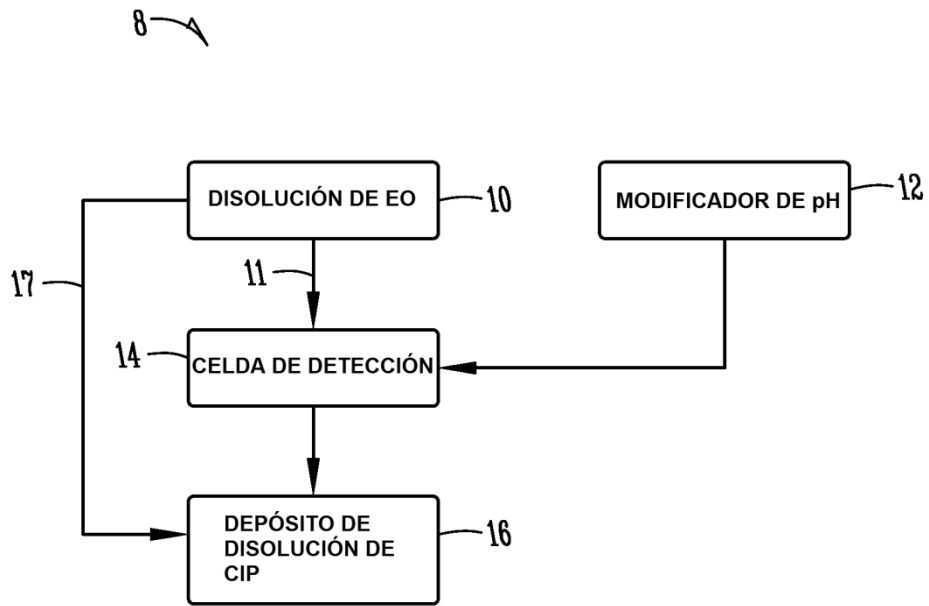 8
DISOLUCIÓN DE EO
10
MODIFICADOR DE pH
12
11
17
14
CELDA DE DETECCIÓN
DEPÓSITO DE
DISOLUCIÓN DE
CIP
16